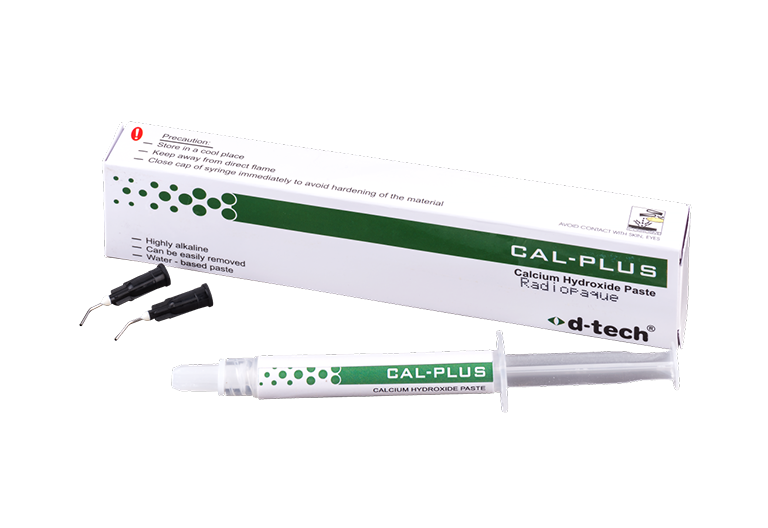 Precaution:
— Store in a cool place
— Keep away from direct flame
— Close cap of syringe immediately to avoid hardening of the material
AVOID CONTACT WITH SKIN, EYES
— Highly alkaline
— Can be easily removed
— Water - based paste
CAL-PLUS
Calcium Hydroxide Paste
Radiopaque
d-tech®
CAL-PLUS
CALCIUM HYDROXIDE PASTE